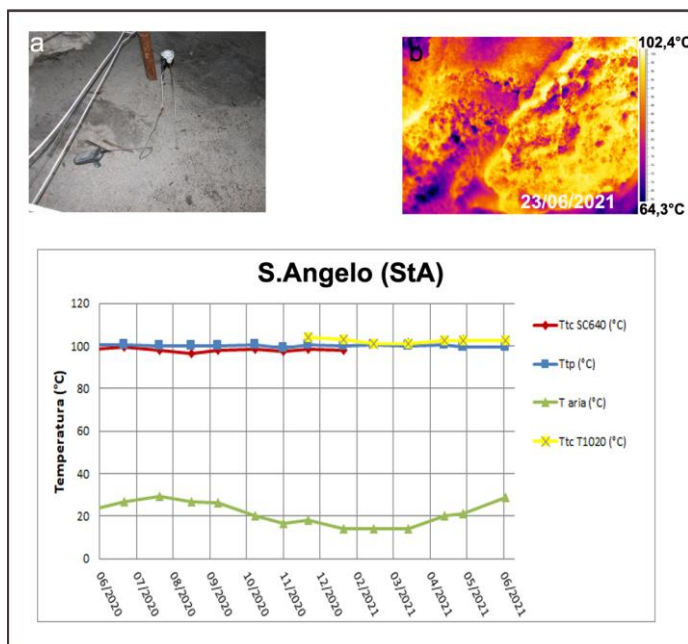 a
b
102,4°C
23/06/2021
64,3°C
S.Angelo (StA)
Temperatura (°C)
120
100
80
60
40
20
0
06/2020
07/2020
08/2020
09/2020
10/2020
11/2020
12/2020
02/2021
03/2021
04/2021
05/2021
06/2021
Ttc SC640 (°C)
Ttp (°C)
T aria (°C)
Ttc T1020 (°C)